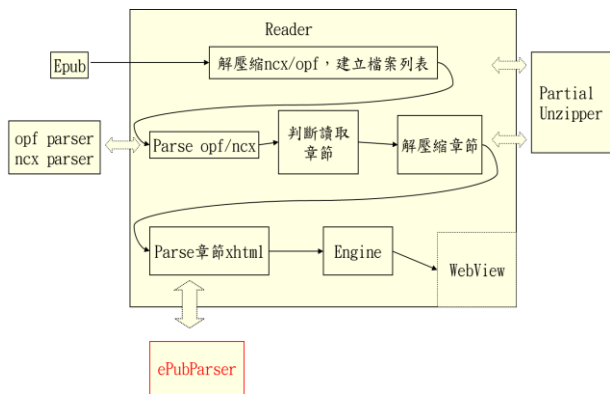 Reader
Epub
解壓縮ncx/opf，建立檔案列表
Partial
Unzipper
opf parser
ncx parser
Parse opf/ncx
判斷讀取
章節
解壓縮章節
Parse章節xhtml
Engine
WebView
ePubParser